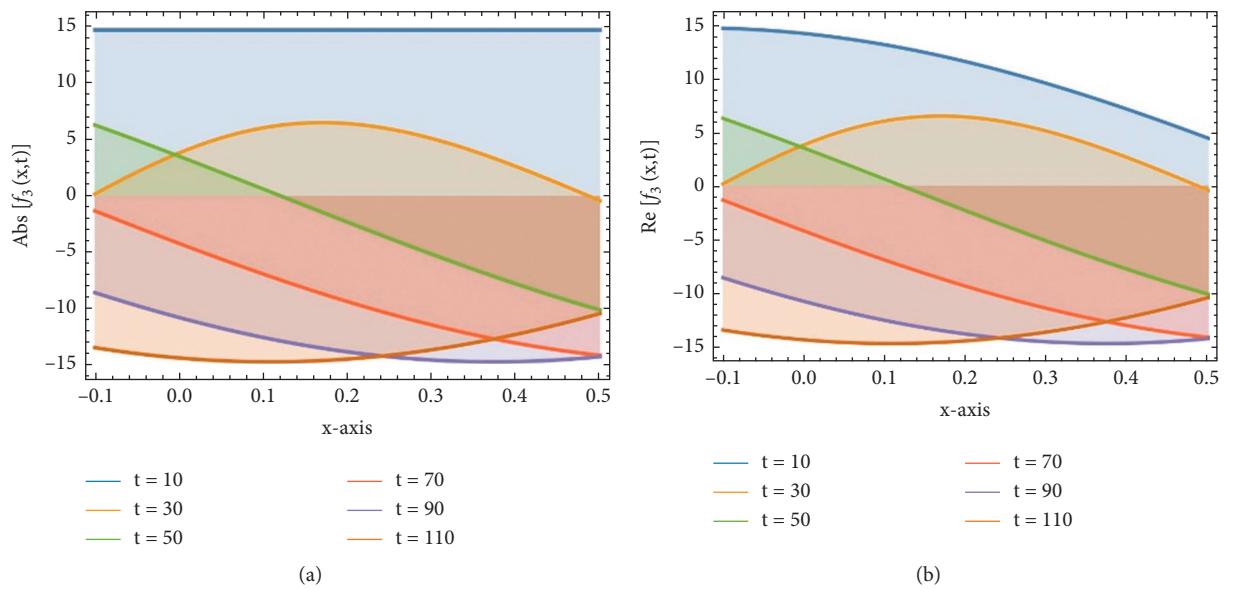 15
10
5
0
−5
−10
−15
Abs [f₃ (x,t)]
−0.1 0.0 0.1 0.2 0.3 0.4 0.5
x-axis
t = 10 t = 70
t = 30 t = 90
t = 50 t = 110
(a)
15
10
5
0
−5
−10
−15
Re [f₃ (x,t)]
−0.1 0.0 0.1 0.2 0.3 0.4 0.5
x-axis
t = 10 t = 70
t = 30 t = 90
t = 50 t = 110
(b)